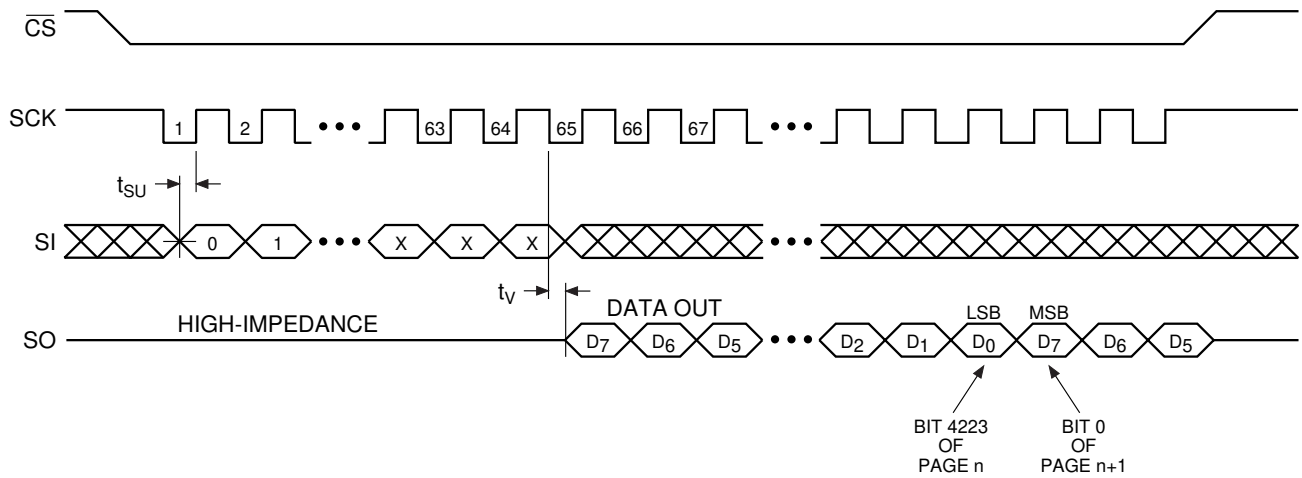 CS
SCK 1 2 63 64 65 66 67
tSU
SI 0 1 X X X
tV
HIGH-IMPEDANCE DATA OUT LSB MSB
SO D7 D6 D5 D2 D1 D0 D7 D6 D5
BIT 4223
OF
PAGE n
BIT 0
OF
PAGE n+1